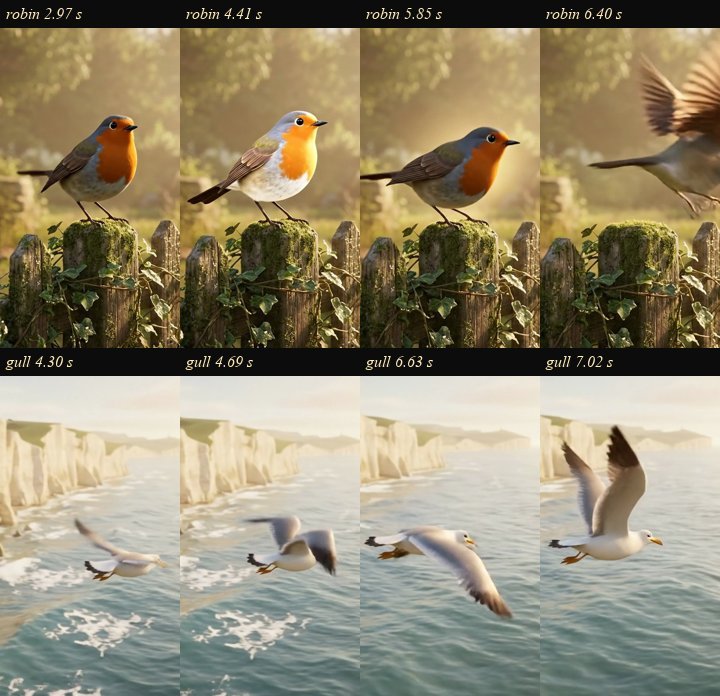 robin 2.97 s
robin 4.41 s
robin 5.85 s
robin 6.40 s
gull 4.30 s
gull 4.69 s
gull 6.63 s
gull 7.02 s